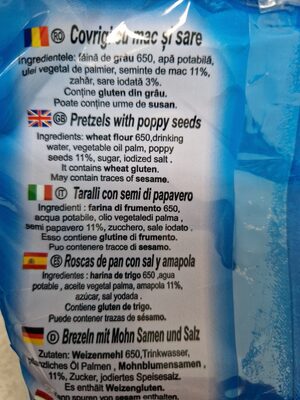 RO Covrigi cu mac și sare
Ingredientele: făină de grâu 650, apă potabilă,
ulei vegetal de palmier, seminte de mac 11%,
zahăr, sare iodată 3%.
Conține gluten din grâu.
Poate conține urme de susan.
GB Pretzels with poppy seeds
Ingredients: wheat flour 650,drinking
water, vegetable oil palm, poppy
seeds 11%, sugar, iodized salt .
It contains wheat gluten.
May contain traces of sesame.
IT Taralli con semi di papavero
Ingredienti : farina di frumento 650,
acqua potabile, olio vegetaledi palma ,
semi papavero 11%, zucchero, sale iodato .
Esso contiene glutine di frumento.
Puo contenere tracce di sesamo.
E Roscas de pan con sal y amapola
Ingredientes : harina de trigo 650 ,agua
potable , aceite vegetal palma, amapola 11%,
azúcar, sal yodada .
Contiene gluten de trigo.
Puede contener trazas de sésamo.
D Brezeln mit Mohn Samen und Salz
Zutaten: Weizenmehl 650,Trinkwasser,
Öl Palmen , Mohnblumensamen ,
11%, Zucker, jodiertes Speisesalz.
Es enthält Weizengluten.
spuren von sesam